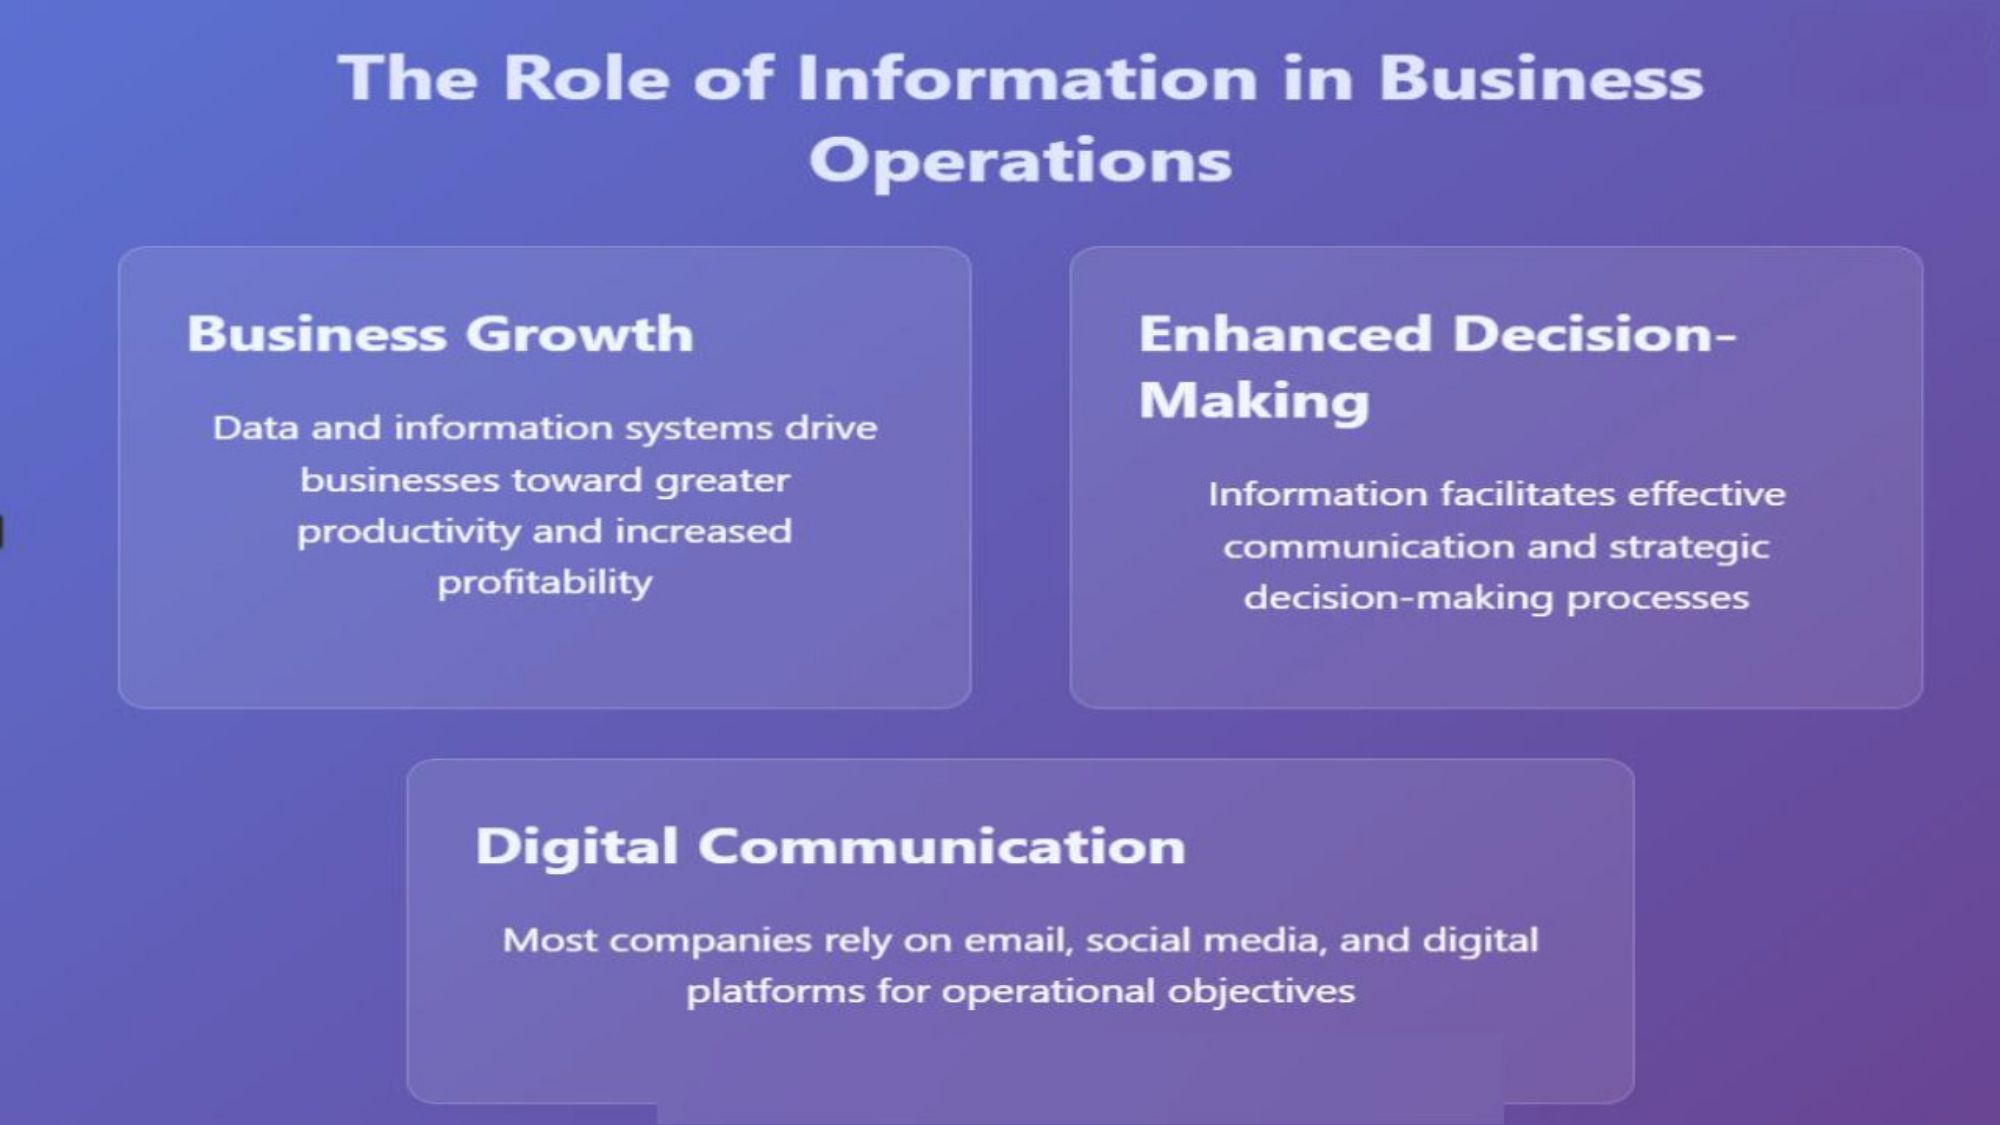 The Role of Information in Business
Operations
Business Growth
Data and information systems drive
businesses toward greater
productivity and increased
profitability
Enhanced Decision-
Making
Information facilitates effective
communication and strategic
decision-making processes
Digital Communication
Most companies rely on email, social media, and digital
platforms for operational objectives